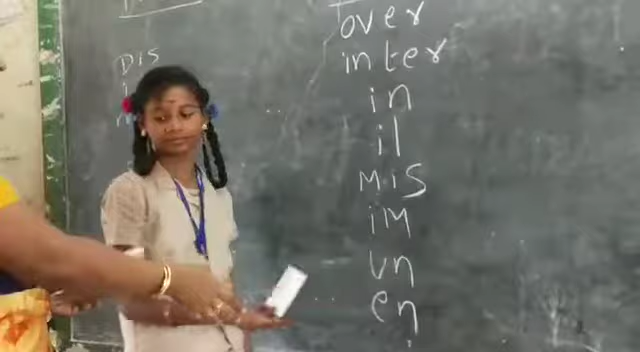 DIS
over
inter
in
il
MiS
iM
un
en